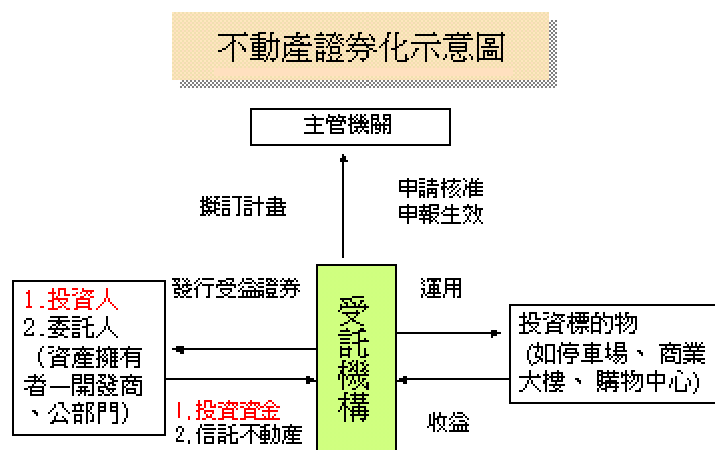 不動產證券化示意圖
主管機關
擬訂計畫
申請核准
申報生效
1.投資人
2.委託人
(資產擁有
者—開發商
、公部門)
發行受益證券
1.投資資金
2.信託不動産
受託機構
運用
收益
投資標的物
(如停車場、商業
大樓、購物中心)